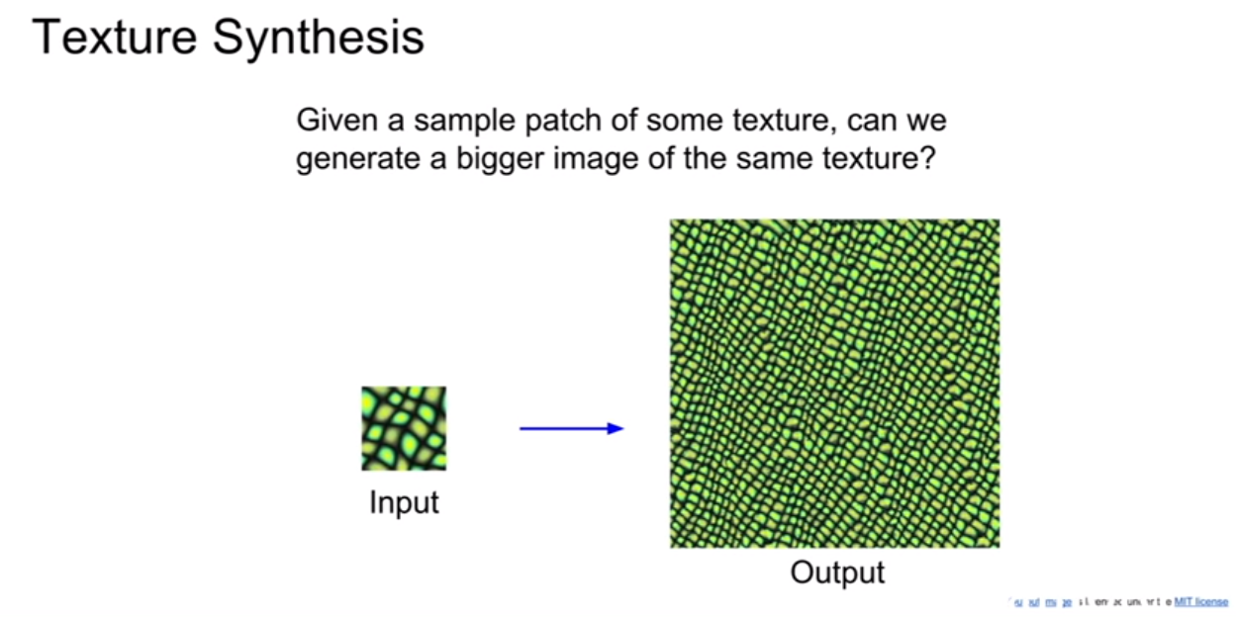 Texture Synthesis
Given a sample patch of some texture, can we
generate a bigger image of the same texture?
Input
Output
MIT license